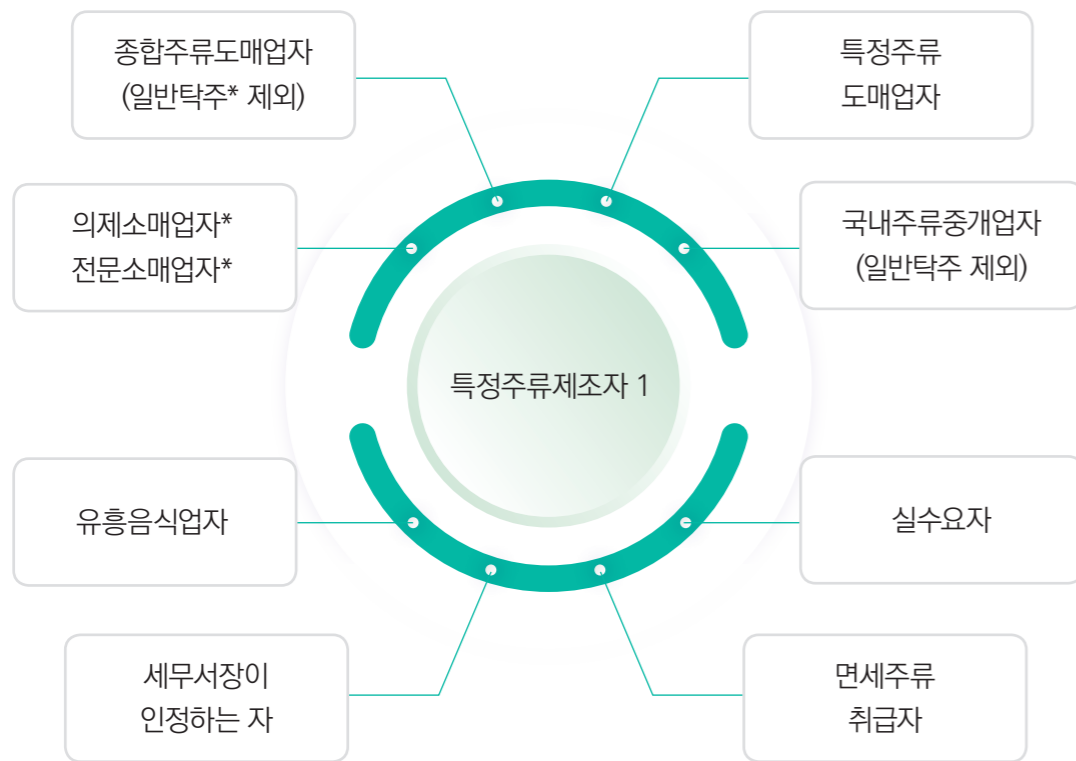 종합주류도매업자
(일반탁주* 제외)
특정주류
도매업자
의제소매업자*
전문소매업자*
국내주류중개업자
(일반탁주 제외)
특정주류제조자 1
유흥음식업자
실수요자
세무서장이
인정하는 자
면세주류
취급자